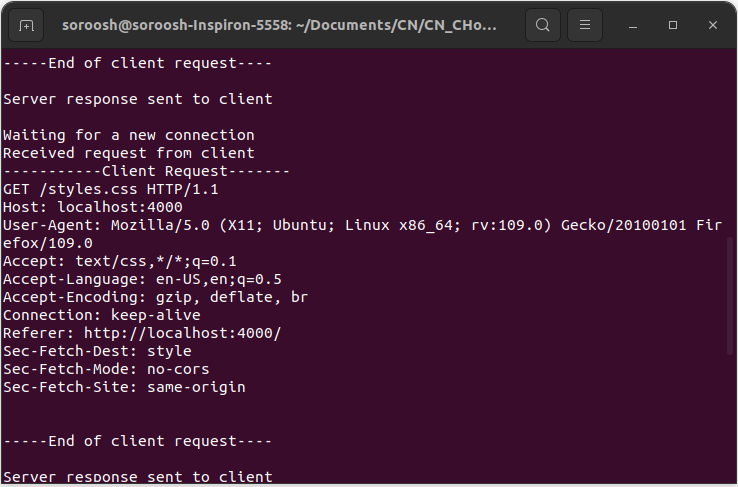 soroosh@soroosh-Inspiron-5558: ~/Documents/CN/CN_CHo...
-----End of client request----
Server response sent to client
Waiting for a new connection
Received request from client
-----------Client Request-------
GET /styles.css HTTP/1.1
Host: localhost:4000
User-Agent: Mozilla/5.0 (X11; Ubuntu; Linux x86_64; rv:109.0) Gecko/20100101 Fir
efox/109.0
Accept: text/css,*/*;q=0.1
Accept-Language: en-US,en;q=0.5
Accept-Encoding: gzip, deflate, br
Connection: keep-alive
Referer: http://localhost:4000/
Sec-Fetch-Dest: style
Sec-Fetch-Mode: no-cors
Sec-Fetch-Site: same-origin
-----End of client request----
Server response sent to client